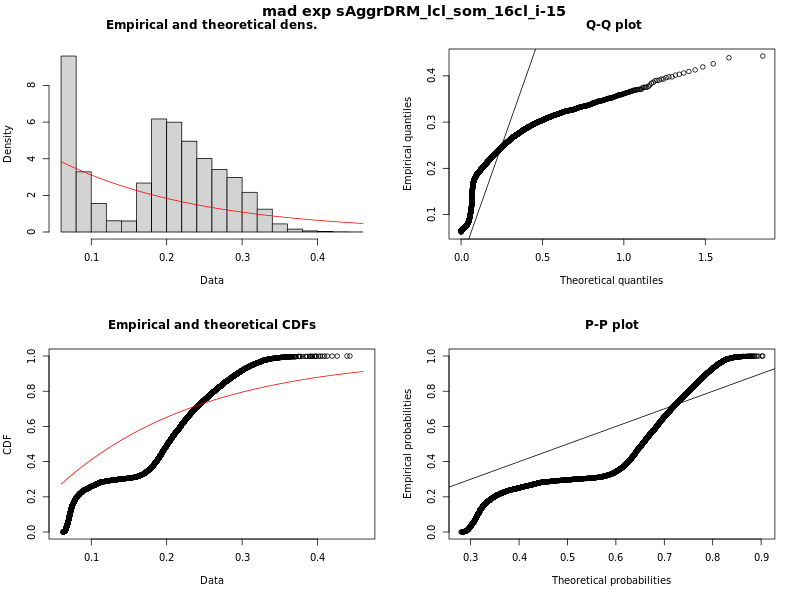 mad exp sAggrDRM_lcl_som_16cl_i-15
Empirical and theoretical dens.
Density
0 2 4 6 8
0.1 0.2 0.3 0.4
Data
Q-Q plot
Empirical quantiles
0.1 0.2 0.3 0.4
0.0 0.5 1.0 1.5
Theoretical quantiles
Empirical and theoretical CDFs
CDF
0.0 0.2 0.4 0.6 0.8 1.0
0.1 0.2 0.3 0.4
Data
P-P plot
Empirical probabilities
0.0 0.2 0.4 0.6 0.8 1.0
0.3 0.4 0.5 0.6 0.7 0.8 0.9
Theoretical probabilities